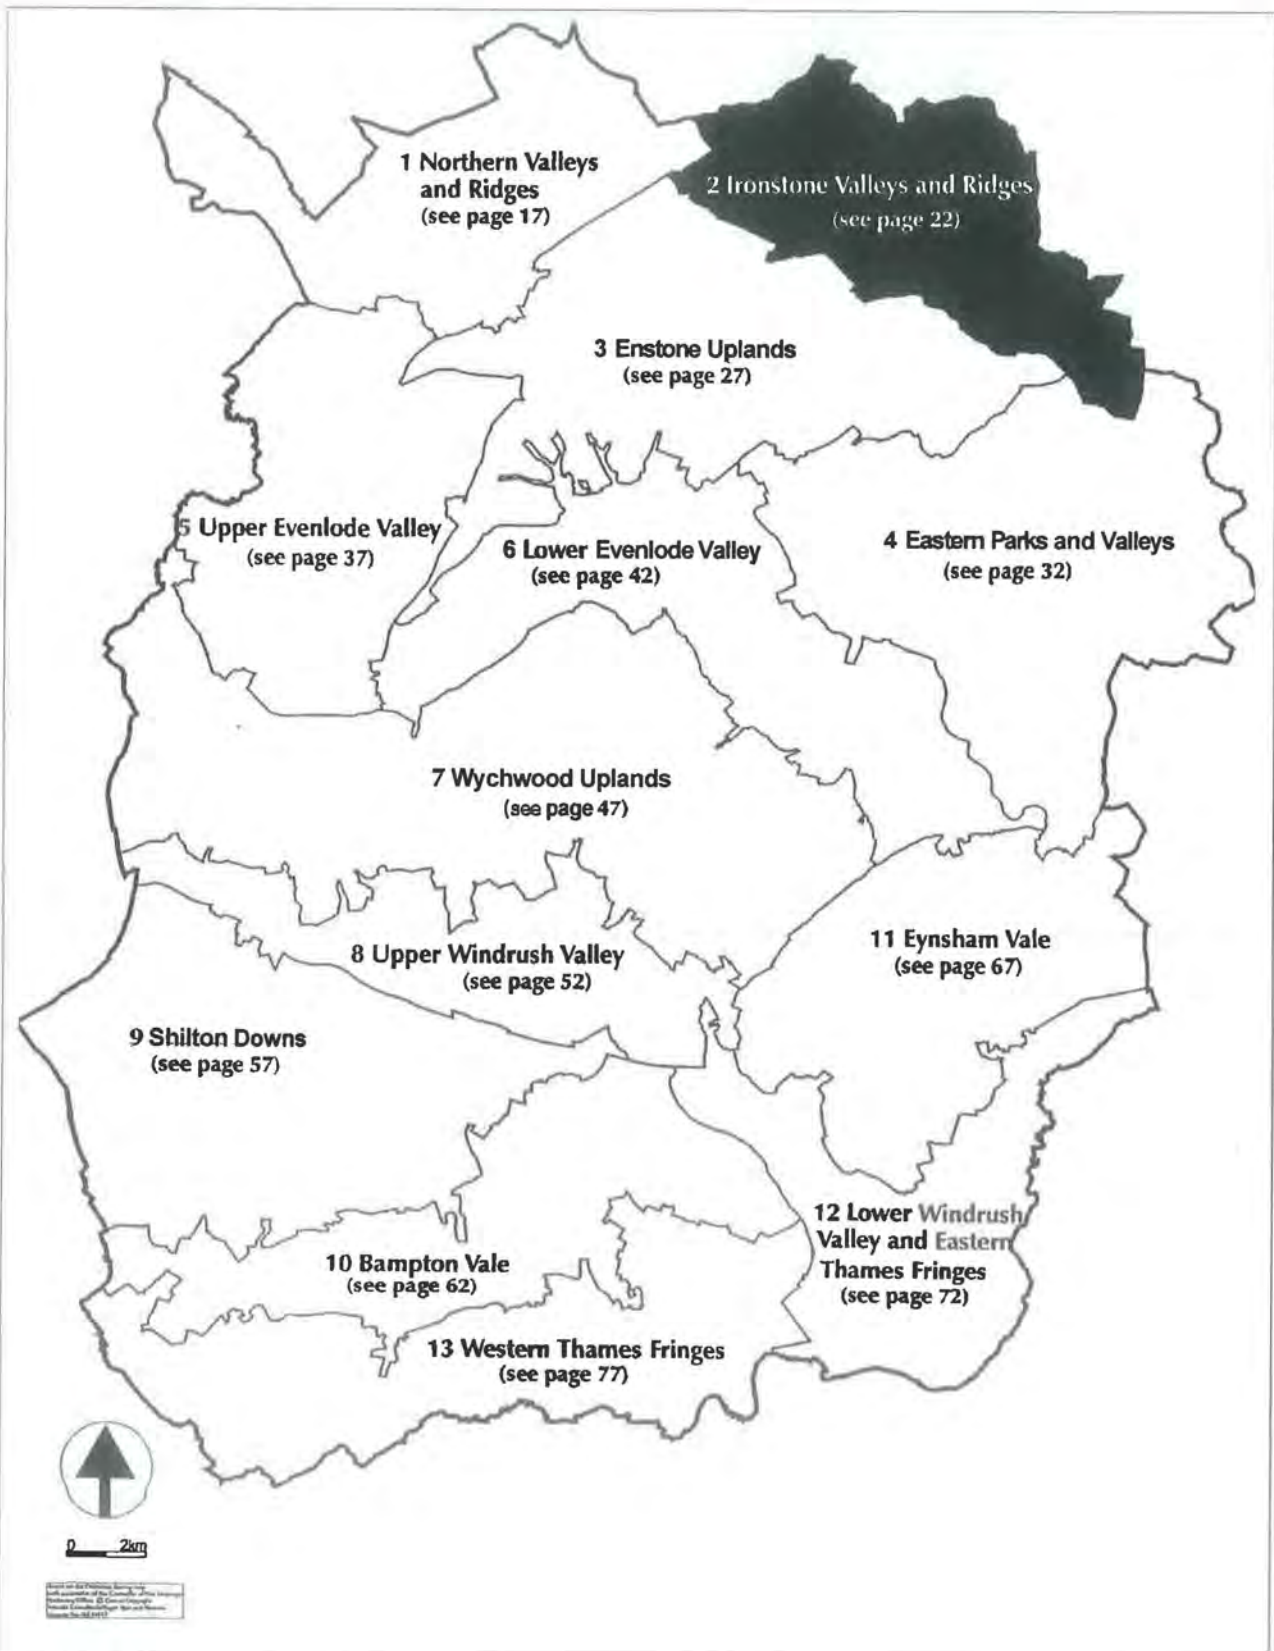 1 Northern Valleys
and Ridges
(see page 17)
2 Ironstone Valleys and Ridges
(see page 22)
3 Enstone Uplands
(see page 27)
5 Upper Evenlode Valley
(see page 37)
6 Lower Evenlode Valley
(see page 42)
4 Eastern Parks and Valleys
(see page 32)
7 Wychwood Uplands
(see page 47)
8 Upper Windrush Valley
(see page 52)
11 Eynsham Vale
(see page 67)
9 Shilton Downs
(see page 57)
12 Lower Windrush
Valley and Eastern
Thames Fringes
(see page 72)
10 Bampton Vale
(see page 62)
13 Western Thames Fringes
(see page 77)
0 2km